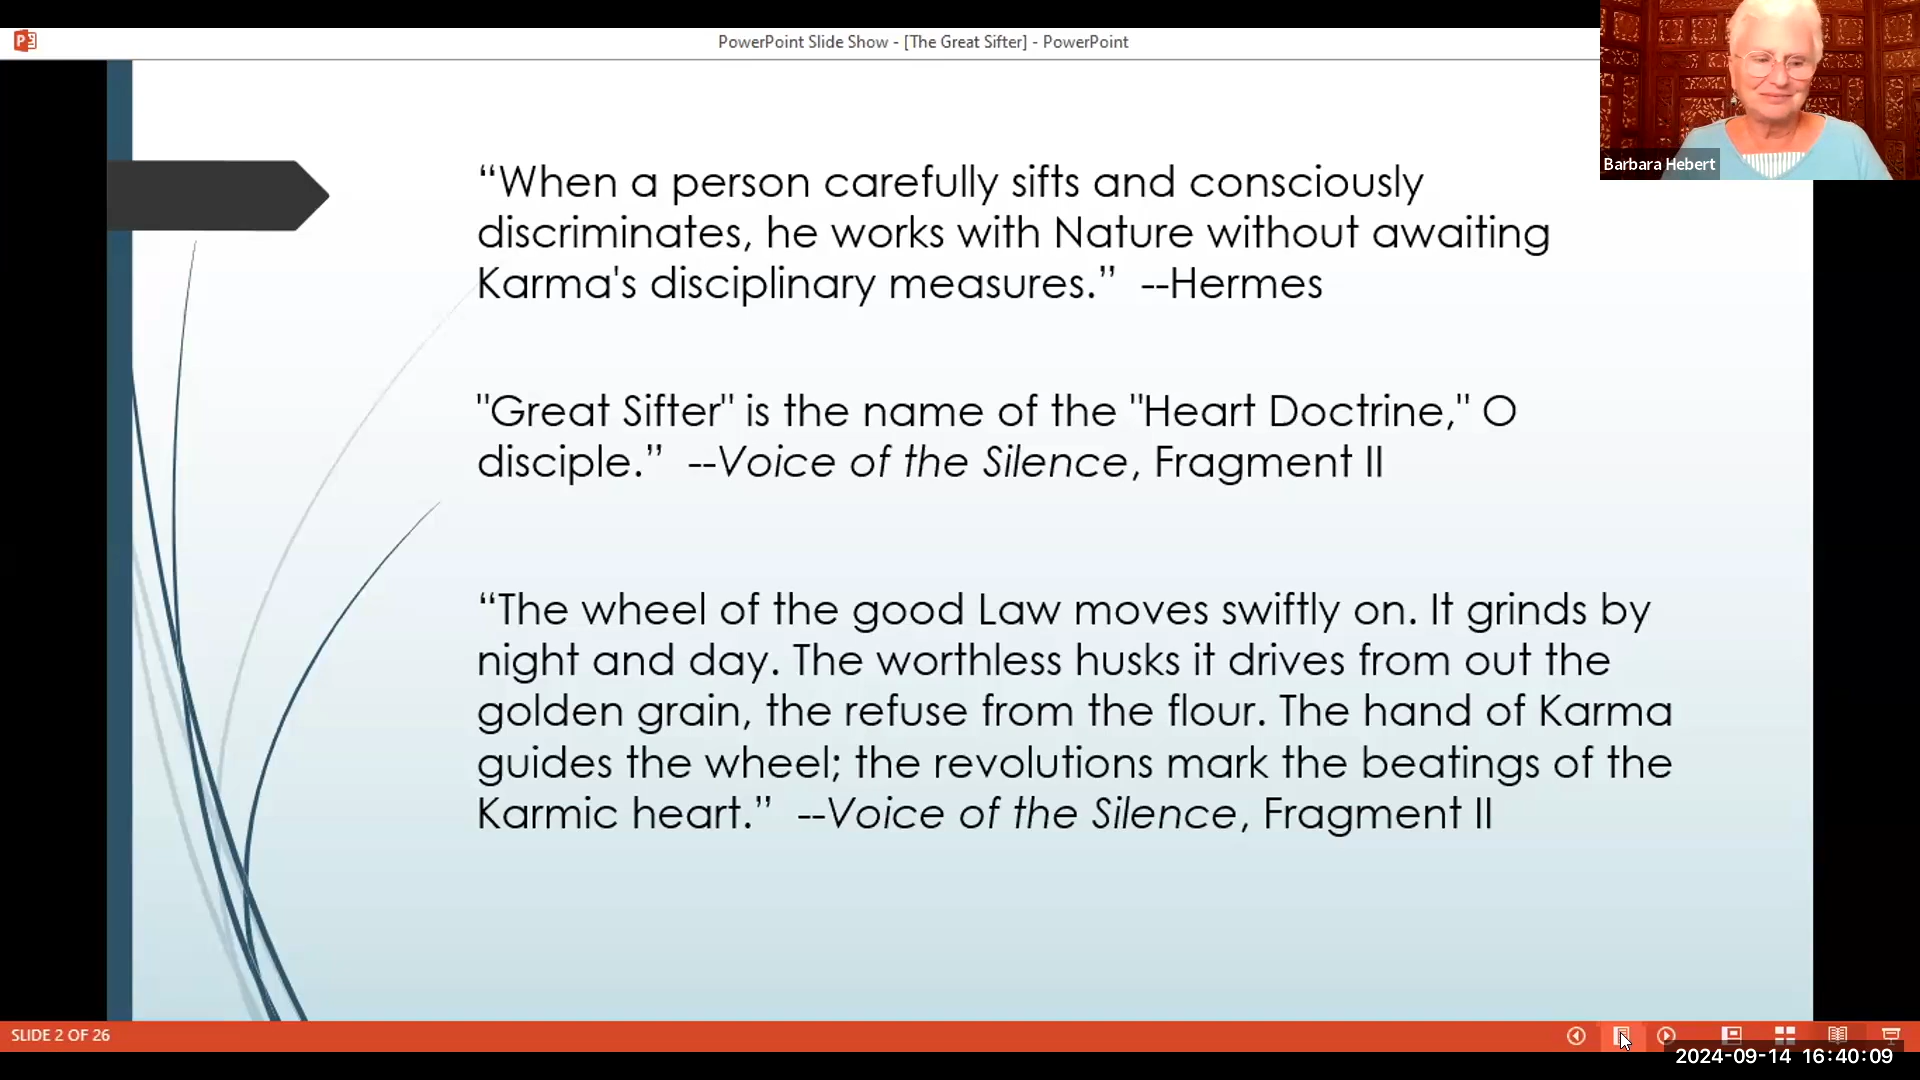 PowerPoint Slide Show - [The Great Sifter] - PowerPoint
Barbara Hebert
“When a person carefully sifts and consciously
discriminates, he works with Nature without awaiting
Karma's disciplinary measures.”  --Hermes
"Great Sifter" is the name of the "Heart Doctrine," O
disciple.”  --Voice of the Silence, Fragment II
“The wheel of the good Law moves swiftly on. It grinds by
night and day. The worthless husks it drives from out the
golden grain, the refuse from the flour. The hand of Karma
guides the wheel; the revolutions mark the beatings of the
Karmic heart.”  --Voice of the Silence, Fragment II
SLIDE 2 OF 26
2024-09-14 16:40:09